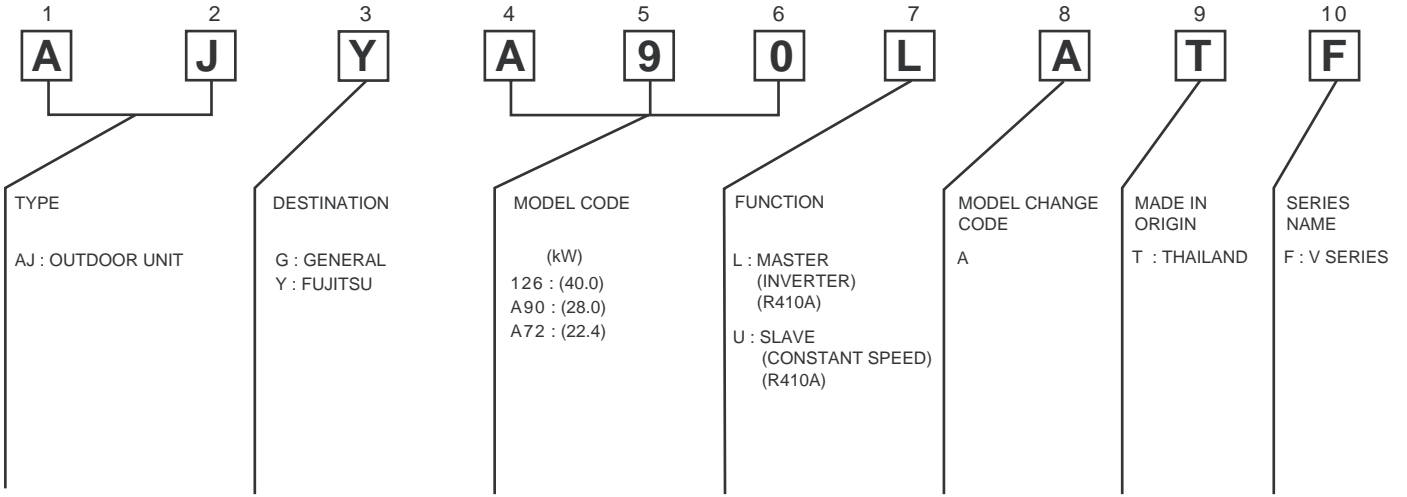 1 2 3 4 5 6 7 8 9 10
A J Y A 9 0 L A T F
TYPE
AJ : OUTDOOR UNIT
DESTINATION
G : GENERAL
Y : FUJITSU
MODEL CODE
(kW)
126 : (40.0)
A90 : (28.0)
A72 : (22.4)
FUNCTION
L : MASTER
(INVERTER)
(R410A)
U : SLAVE
(CONSTANT SPEED)
(R410A)
MODEL CHANGE
CODE
A
MADE IN
ORIGIN
T : THAILAND
SERIES
NAME
F : V SERIES